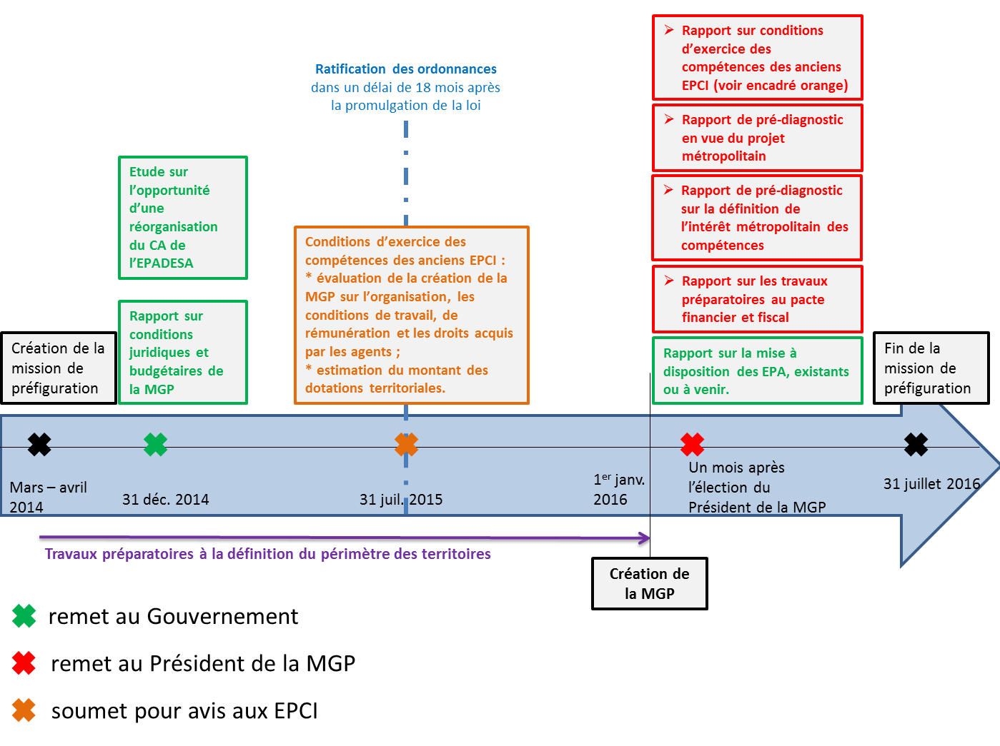 Ratification des ordonnances
dans un délai de 18 mois après
la promulgation de la loi
Rapport sur conditions
d’exercice des
compétences des anciens
EPCI (voir encadré orange)
Rapport de pré-diagnostic
en vue du projet
métropolitain
Rapport de pré-diagnostic
sur la définition de
l’intérêt métropolitain des
compétences
Rapport sur les travaux
préparatoires au pacte
financier et fiscal
Rapport sur la mise à
disposition des EPA, existants
ou à venir.
Etude sur
l’opportunité
d’une
réorganisation
du CA de
l’EPADESA
Rapport sur
conditions
juridiques et
budgétaires de
la MGP
Conditions d’exercice des
compétences des anciens EPCI :
* évaluation de la création de la
MGP sur l’organisation, les
conditions de travail, de
rémunération et les droits acquis
par les agents ;
* estimation du montant des
dotations territoriales.
Création de la
mission de
préfiguration
Fin de la
mission de
préfiguration
Mars – avril
2014
31 déc. 2014
31 juil. 2015
1er janv.
2016
Un mois après
l’élection du
Président de la MGP
31 juillet 2016
Travaux préparatoires à la définition du périmètre des territoires
Création de
la MGP
remet au Gouvernement
remet au Président de la MGP
soumet pour avis aux EPCI